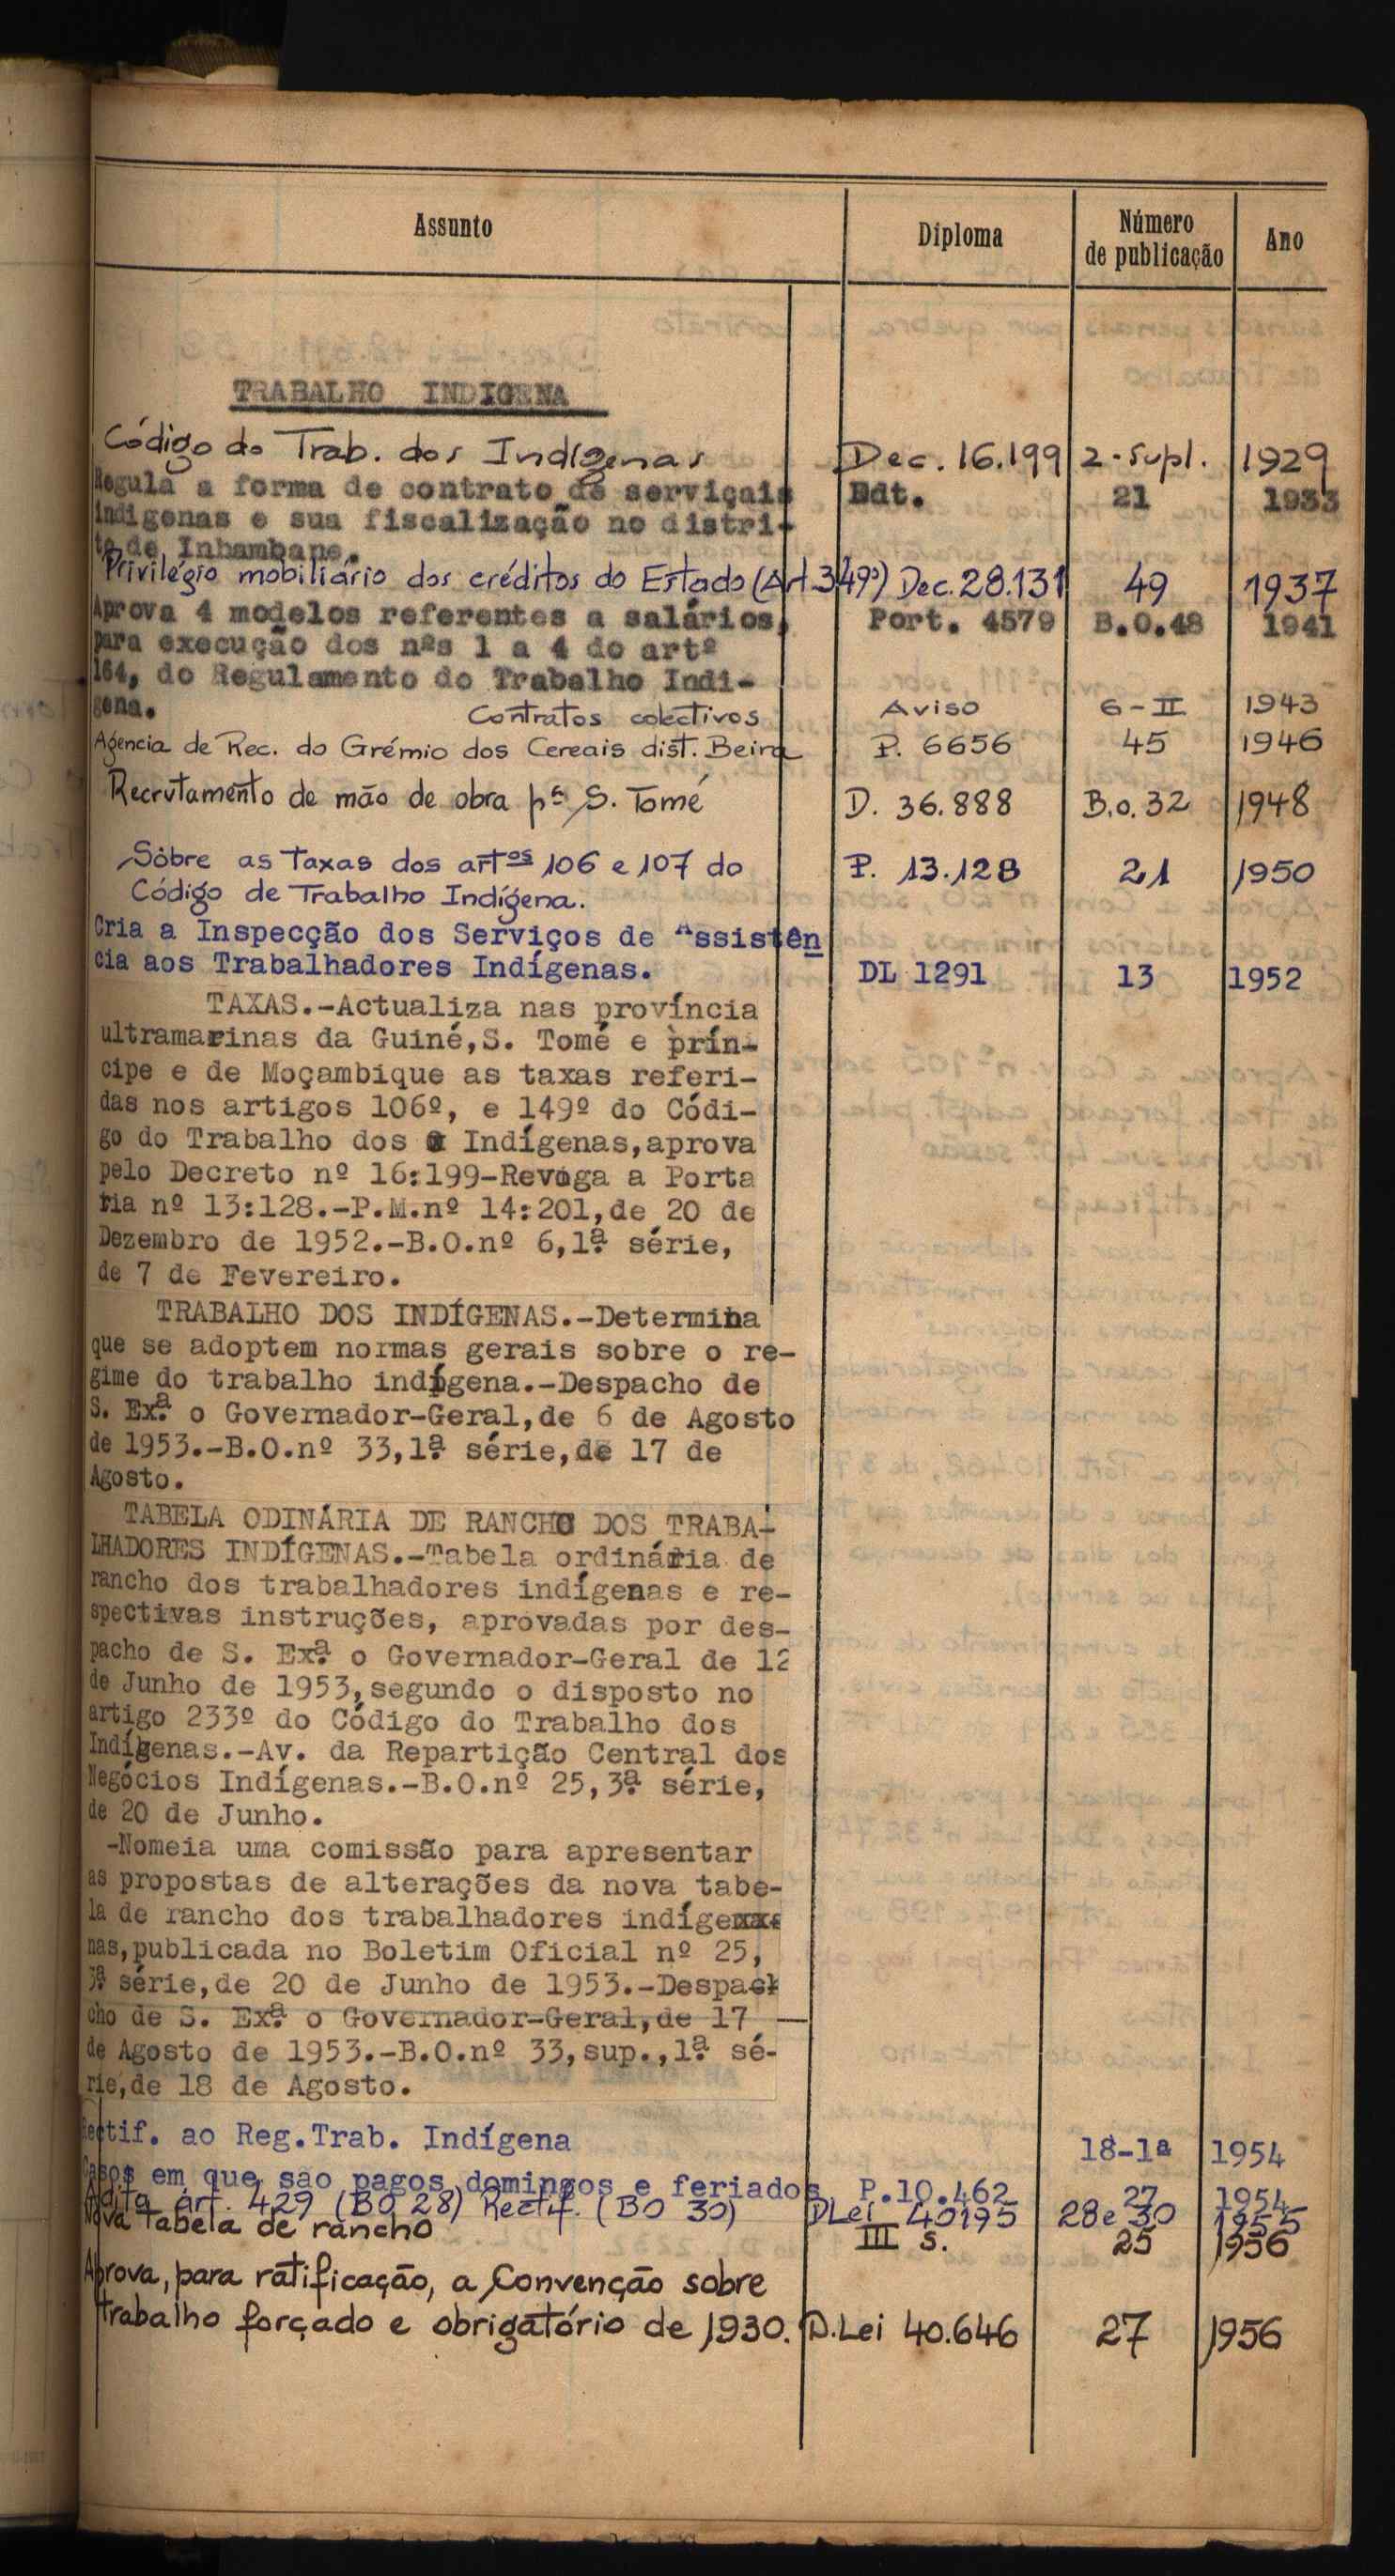 Assunto Diploma Número de publicação Ano
TRABALHO INDIGENA
Código do Trab. dos Indígenas Dec. 16.199 2-Supl. 1929
Regula a forma de contrato de serviçais Edt. 21 1933
indigenas e sua fiscalização no distri-
to de Inhambane.
Privilégio mobiliário dos créditos do Estado (Art. 349º) Dec. 28.131 49 1937
Aprova 4 modelos referentes a salários, Port. 4579 B.O.48 1941
para execução dos nºs 1 a 4 do artº
164, do Regulamento do Trabalho Indi-
gena.
Contratos colectivos Aviso 6-II 1943
Agencia de Rec. do Grémio dos Cereais dist. Beira P. 6656 45 1946
Recrutamento de mão de obra pª S. Tomé D. 36.888 B.O. 32 1948
Sôbre as Taxas dos artos 106 e 107 do P. 13.128 21 1950
Código de Trabalho Indígena.
Cria a Inspecção dos Serviços de Assistên
cia aos Trabalhadores Indígenas. DL 1291 13 1952
TAXAS.-Actualiza nas província
ultramarinas da Guiné,S. Tomé e prín-
cipe e de Moçambique as taxas referi-
das nos artigos 106º, e 149º do Códi-
go do Trabalho dos Indígenas,aprova
pelo Decreto nº 16:199-Revoga a Porta
ria nº 13:128.-P.M.nº 14:201,de 20 de
Dezembro de 1952.-B.O.nº 6,1ª. série,
de 7 de Fevereiro.
TRABALHO DOS INDÍGENAS.-Determina
que se adoptem normas gerais sobre o re-
gime do trabalho indígena.-Despacho de
S. Exª. o Governador-Geral,de 6 de Agosto
de 1953.-B.O.nº 33,1ª. série,de 17 de
Agosto.
TABELA ODINÁRIA DE RANCHO DOS TRABA-
LHADORES INDÍGENAS.-Tabela ordinária de
rancho dos trabalhadores indígenas e re-
spectivas instruções, aprovadas por des-
pacho de S. Exª. o Governador-Geral de 12
de Junho de 1953,segundo o disposto no
artigo 233º do Código do Trabalho dos
Indígenas.-Av. da Repartição Central dos
Negócios Indígenas.-B.O.nº 25,3ª. série,
de 20 de Junho.
-Nomeia uma comissão para apresentar
as propostas de alterações da nova tabe-
la de rancho dos trabalhadores indígexxx
nas,publicada no Boletim Oficial nº 25,
3ª. série,de 20 de Junho de 1953.-Despach
cho de S. Exª. o Governador-Geral,de 17
de Agosto de 1953.-B.O.nº 33,sup.,1ª. sé-
rie,de 18 de Agosto.
Rectif. ao Reg.Trab. Indígena 18-1ª 1954
Casos em que são pagos domingos e feriados P.10.462 27 1954
Adita art. 429 (BO 28) Rectif. (BO 30) DLei 40195 28 e 30 1955
Nova tabela de rancho III S. 25 1956
Aprova, para ratificação, a Convenção sobre
trabalho forçado e obrigatório de 1930. D.Lei 40.646 27 1956